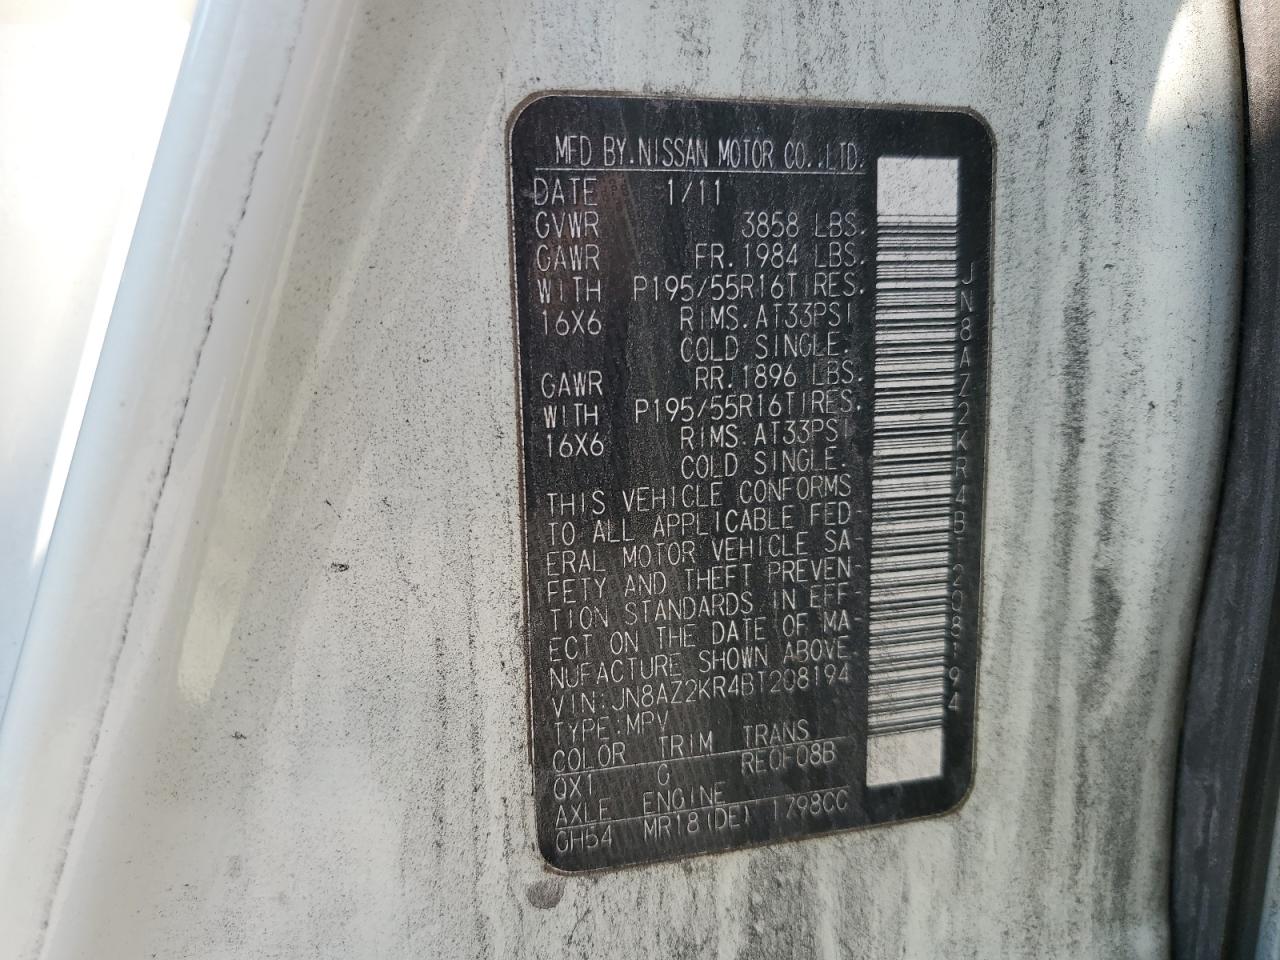 MFD BY.NISSAN MOTOR CO.,LTD.
DATE 1/11
GVWR 3858 LBS.
GAWR FR. 1984 LBS.
WITH P195/55R16TIRES.
16X6 RIMS. AT33PSI
COLD SINGLE.
GAWR RR. 1896 LBS.
WITH P195/55R16TIRES.
16X6 RIMS. AT33PSI
COLD SINGLE.
THIS VEHICLE CONFORMS
TO ALL APPLICABLE FED-
ERAL MOTOR VEHICLE SA-
FETY AND THEFT PREVEN-
TION STANDARDS IN EFF-
ECT ON THE DATE OF MA-
NUFACTURE SHOWN ABOVE.
VIN:JN8AZ2KR4BT208194
TYPE:MPV
COLOR TRIM TRANS
QX1 G RE0F08B
AXLE ENGINE
GH54 MR18(DE) 1798CC
JN8AZ2KR4BT208194